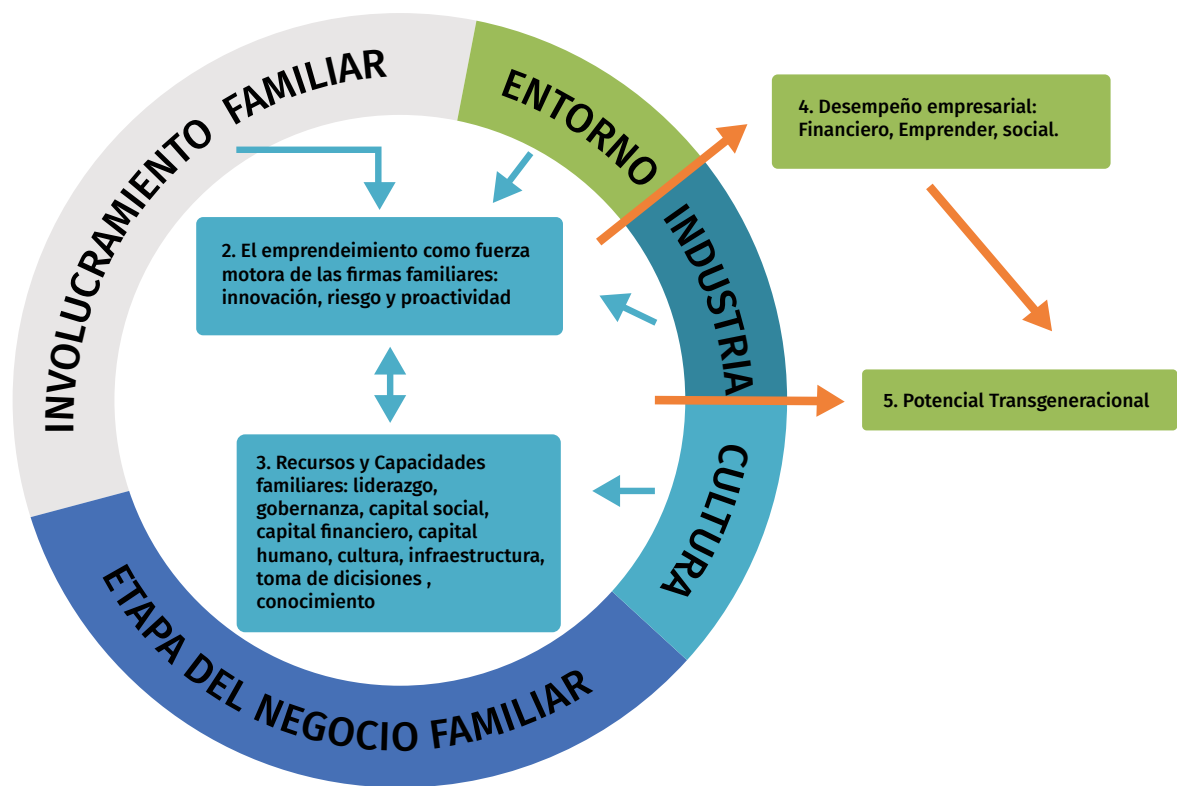 INVOLUCRAMIENTO FAMILIAR
ENTORNO
INDUSTRIA
CULTURA
ETAPA DEL NEGOCIO FAMILIAR
2. El emprendeimiento como fuerza
motora de las firmas familiares:
innovación, riesgo y proactividad
3. Recursos y Capacidades
familiares: liderazgo,
gobernanza, capital social,
capital financiero, capital
humano, cultura, infraestructura,
toma de dicisiones ,
conocimiento
4. Desempeño empresarial:
Financiero, Emprender, social.
5. Potencial Transgeneracional